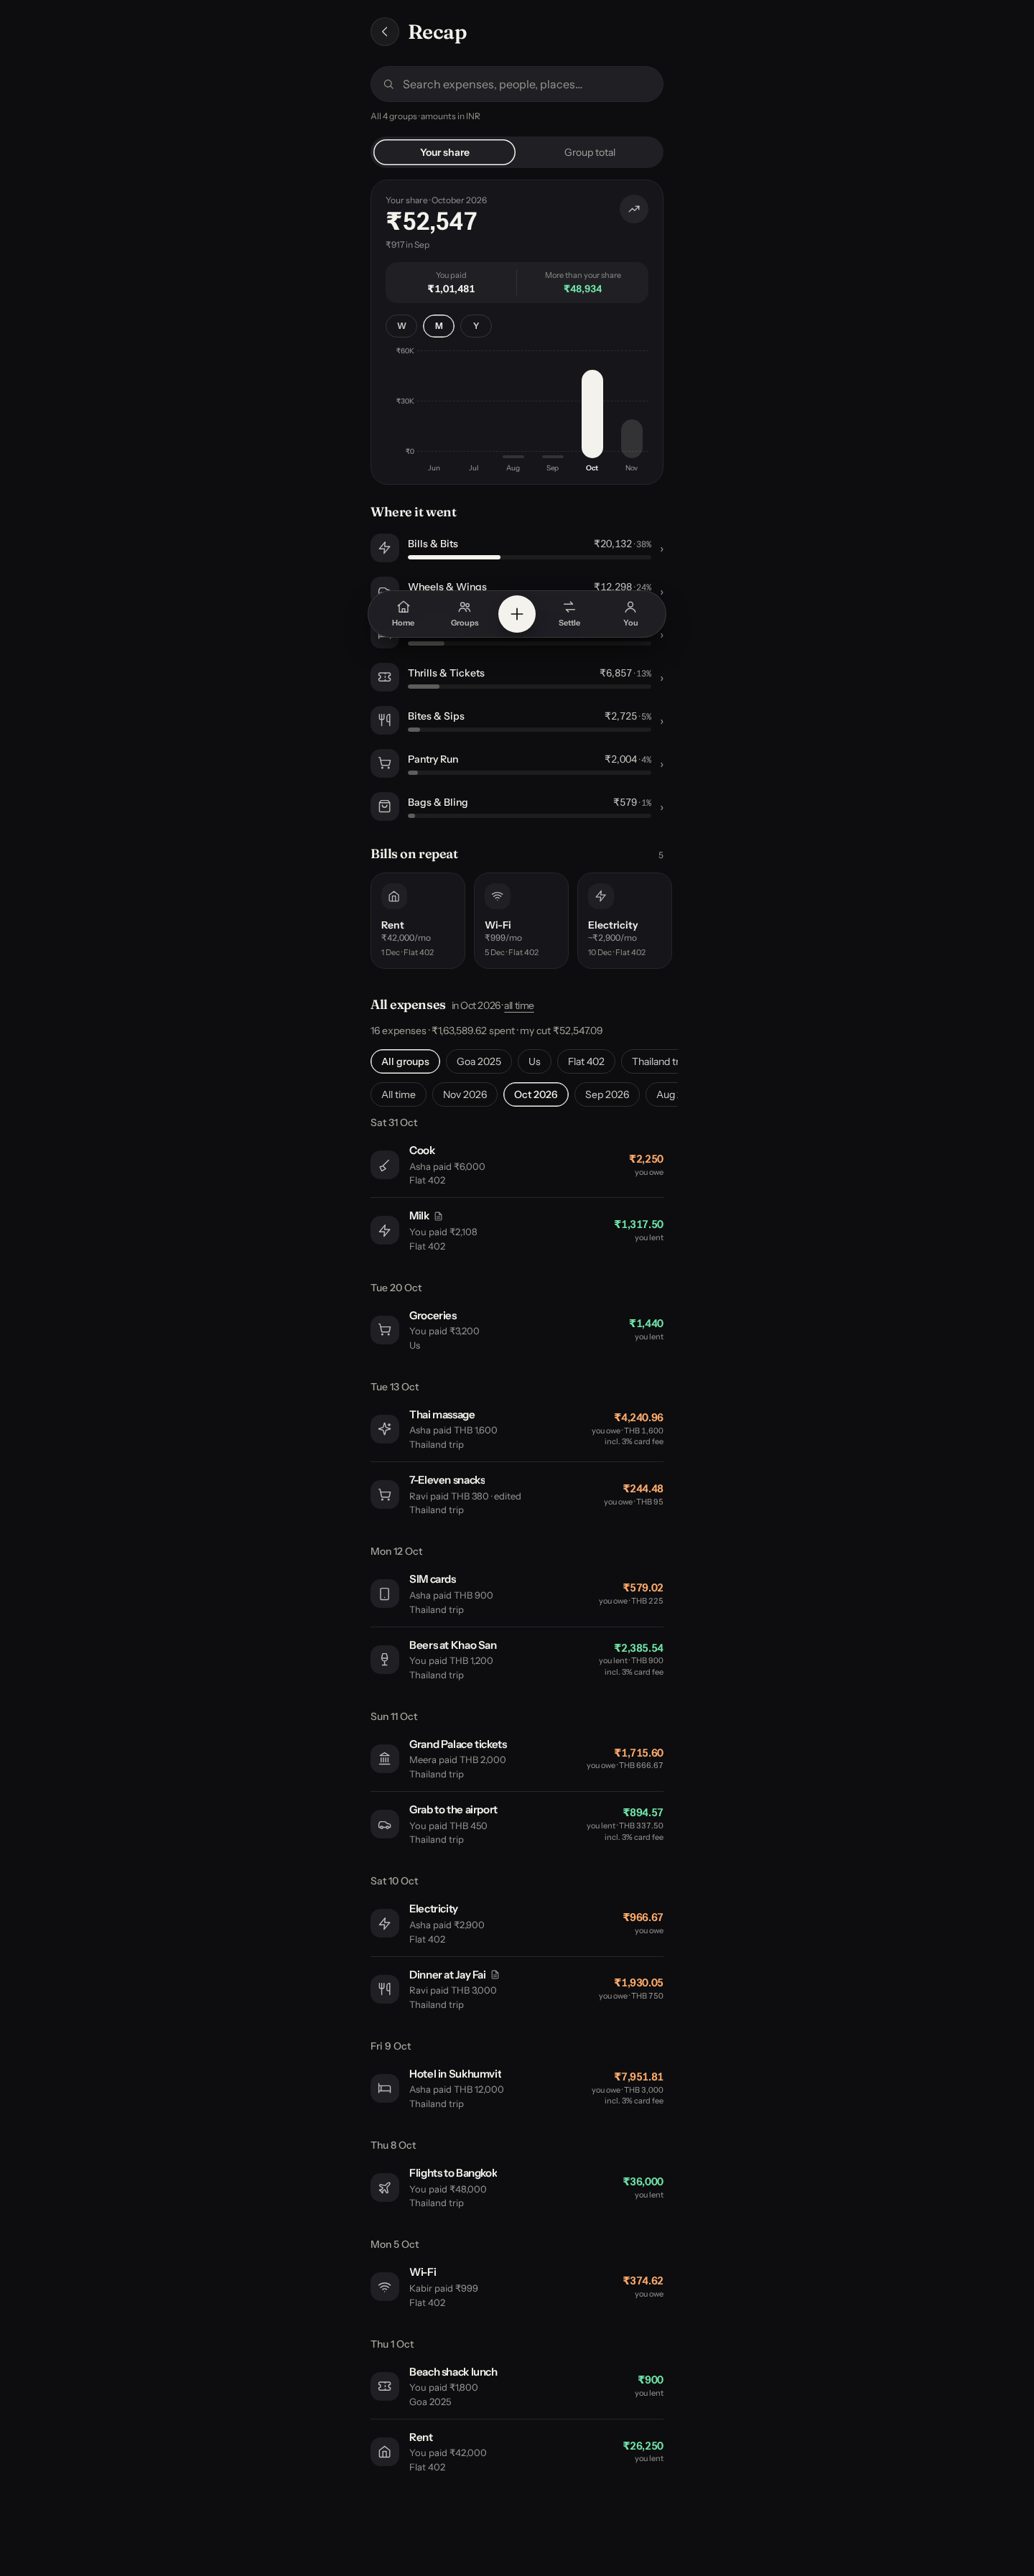 Recap
Search expenses, people, places...
All 4 groups · amounts in INR
Your share
Group total
Your share · October 2026
₹52,547
₹917 in Sep
You paid
₹1,01,481
More than your share
₹48,934
W
M
Y
₹60K
₹30K
₹0
Jun
Jul
Aug
Sep
Oct
Nov
Where it went
Bills & Bits
₹20,132 · 38%
Wheels & Wings
₹12,298 · 24%
Home
Groups
Settle
You
Thrills & Tickets
₹6,857 · 13%
Bites & Sips
₹2,725 · 5%
Pantry Run
₹2,004 · 4%
Bags & Bling
₹579 · 1%
Bills on repeat
5
Rent
₹42,000/mo
1 Dec · Flat 402
Wi-Fi
₹999/mo
5 Dec · Flat 402
Electricity
~₹2,900/mo
10 Dec · Flat 402
All expenses in Oct 2026 · all time
16 expenses · ₹1,63,589.62 spent · my cut ₹52,547.09
All groups
Goa 2025
Us
Flat 402
Thailand tr
All time
Nov 2026
Oct 2026
Sep 2026
Aug
Sat 31 Oct
Cook
Asha paid ₹6,000
Flat 402
₹2,250
you owe
Milk
You paid ₹2,108
Flat 402
₹1,317.50
you lent
Tue 20 Oct
Groceries
You paid ₹3,200
Us
₹1,440
you lent
Tue 13 Oct
Thai massage
Asha paid THB 1,600
Thailand trip
₹4,240.96
you owe · THB 1,600
incl. 3% card fee
7-Eleven snacks
Ravi paid THB 380 · edited
Thailand trip
₹244.48
you owe · THB 95
Mon 12 Oct
SIM cards
Asha paid THB 900
Thailand trip
₹579.02
you owe · THB 225
Beers at Khao San
You paid THB 1,200
Thailand trip
₹2,385.54
you lent · THB 900
incl. 3% card fee
Sun 11 Oct
Grand Palace tickets
Meera paid THB 2,000
Thailand trip
₹1,715.60
you owe · THB 666.67
Grab to the airport
You paid THB 450
Thailand trip
₹894.57
you lent · THB 337.50
incl. 3% card fee
Sat 10 Oct
Electricity
Asha paid ₹2,900
Flat 402
₹966.67
you owe
Dinner at Jay Fai
Ravi paid THB 3,000
Thailand trip
₹1,930.05
you owe · THB 750
Fri 9 Oct
Hotel in Sukhumvit
Asha paid THB 12,000
Thailand trip
₹7,951.81
you owe · THB 3,000
incl. 3% card fee
Thu 8 Oct
Flights to Bangkok
You paid ₹48,000
Thailand trip
₹36,000
you lent
Mon 5 Oct
Wi-Fi
Kabir paid ₹999
Flat 402
₹374.62
you owe
Thu 1 Oct
Beach shack lunch
You paid ₹1,800
Goa 2025
₹900
you lent
Rent
You paid ₹42,000
Flat 402
₹26,250
you lent